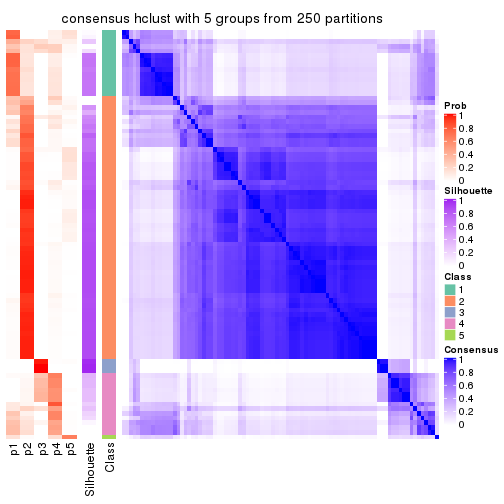 consensus hclust with 5 groups from 250 partitions
Prob
1
0.8
0.6
0.4
0.2
0
Silhouette
1
0.8
0.6
0.4
0.2
0
Class
1
2
3
4
5
Consensus
1
0.8
0.6
0.4
0.2
0
p1
p2
p3
p4
p5
Silhouette
Class